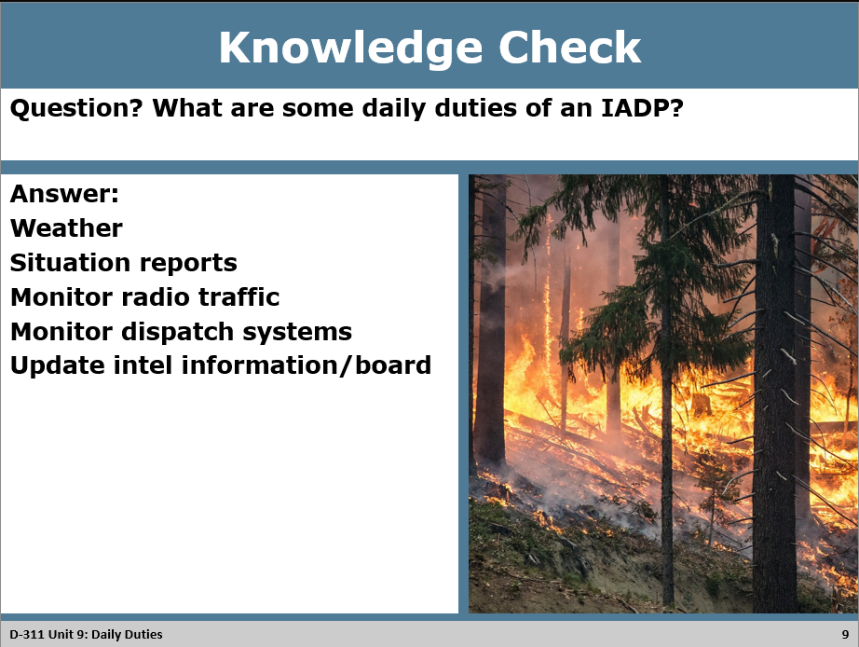 Knowledge Check
Question? What are some daily duties of an IADP?
Answer:
Weather
Situation reports
Monitor radio traffic
Monitor dispatch systems
Update intel information/board
D-311 Unit 9: Daily Duties
9